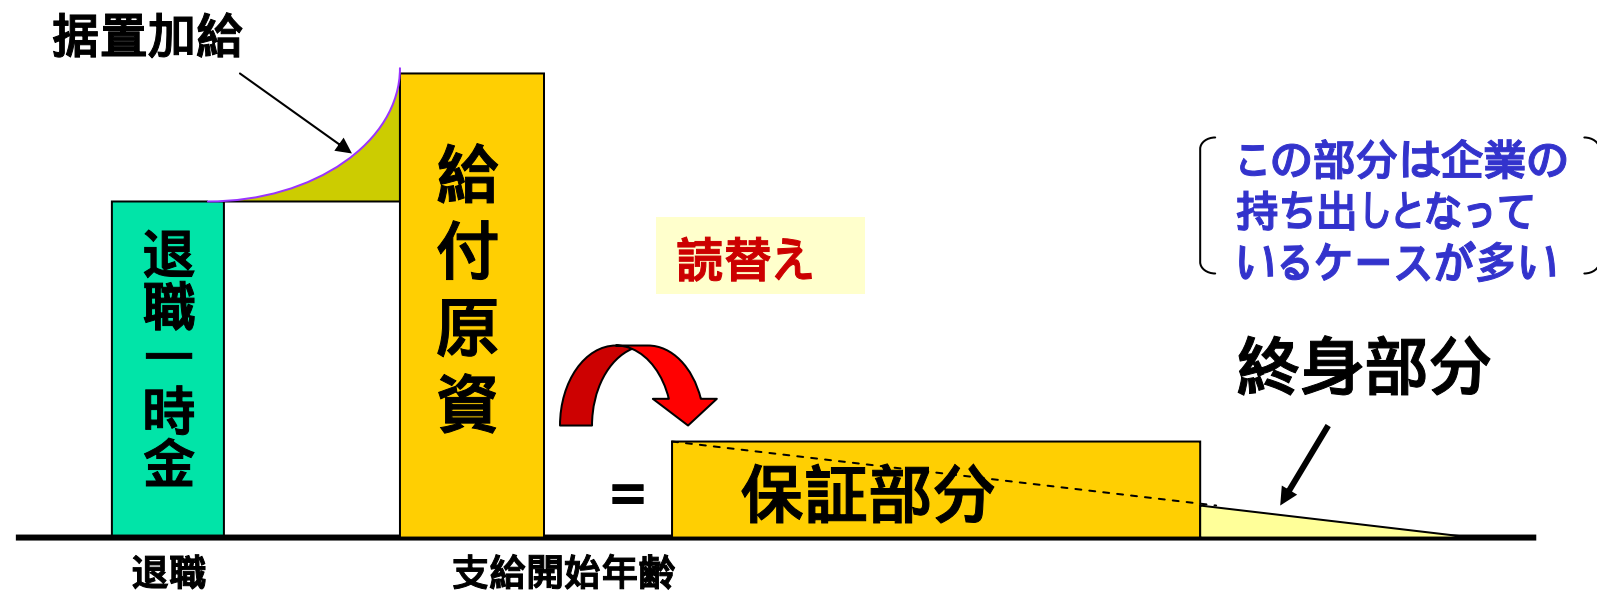 据置加給
退職一時金
給付原資
読替え
この部分は企業の
持ち出しとなって
いるケースが多い
終身部分
=
保証部分
退職
支給開始年齢